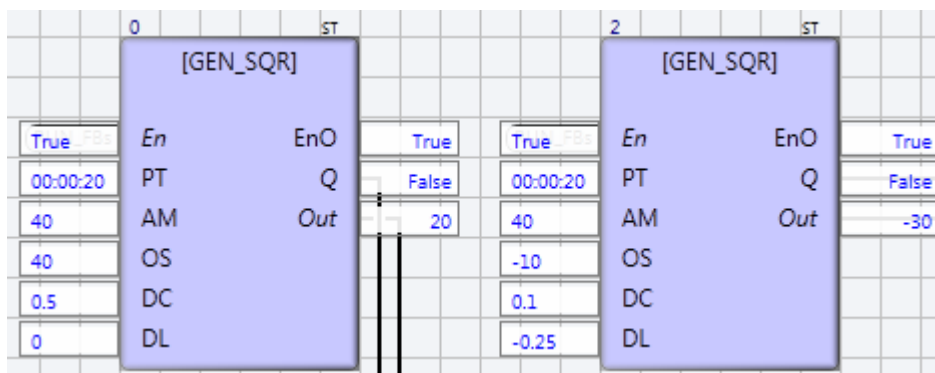 0 ST 2 ST
[GEN_SQR] [GEN_SQR]
True En EnO True True En EnO True
00:00:20 PT Q False 00:00:20 PT Q False
40 AM Out 20 40 AM Out -30
40 OS -10 OS
0.5 DC 0.1 DC
0 DL -0.25 DL